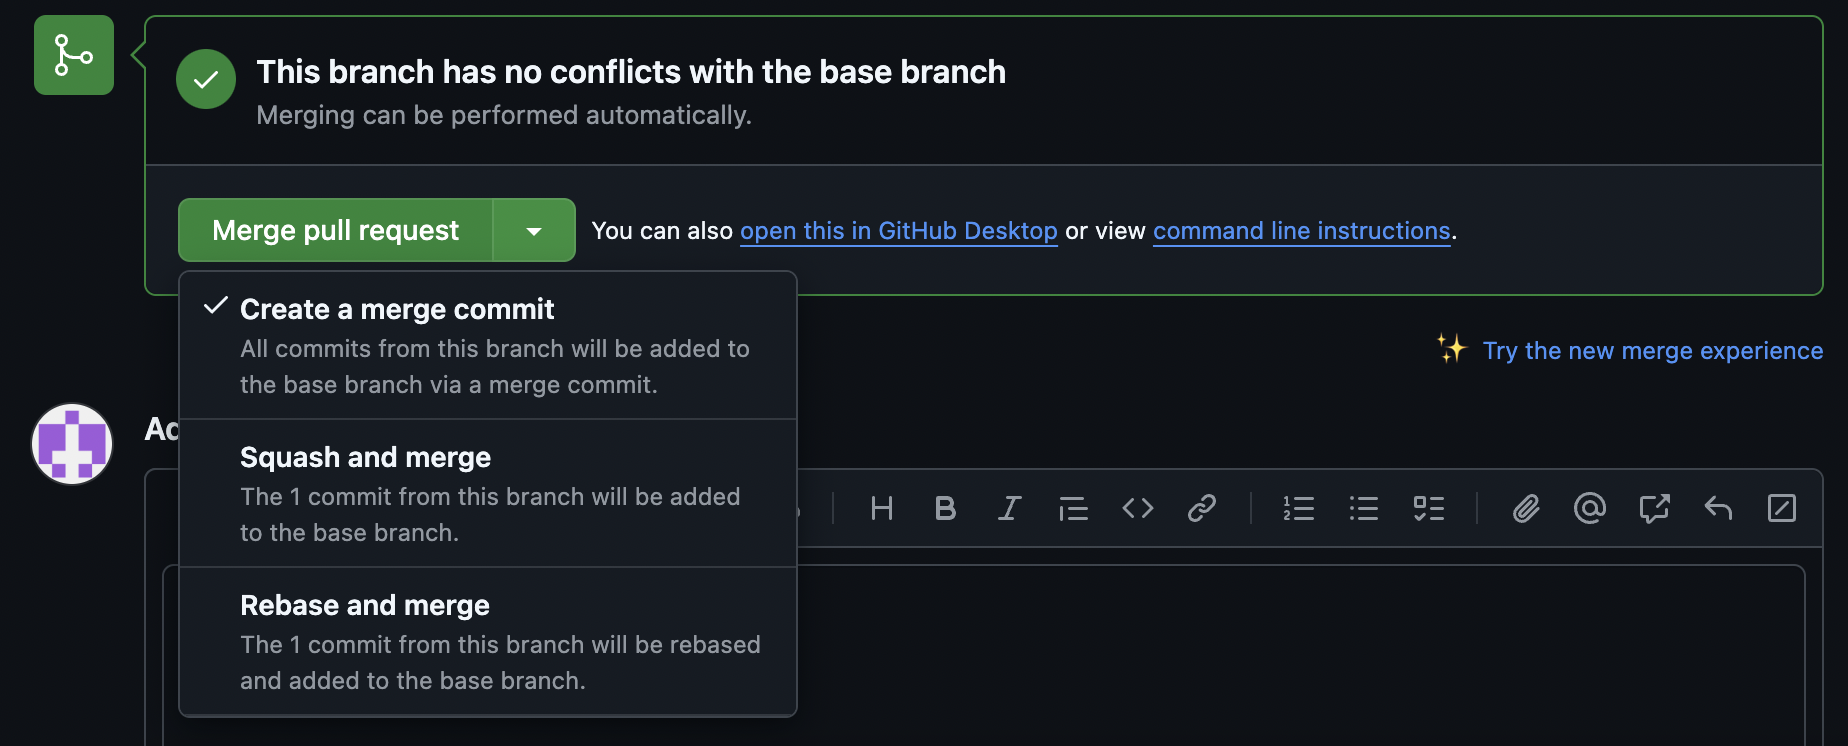 This branch has no conflicts with the base branch
Merging can be performed automatically.
Merge pull request
You can also open this in GitHub Desktop or view command line instructions.
Create a merge commit
All commits from this branch will be added to
the base branch via a merge commit.
Try the new merge experience
Squash and merge
The 1 commit from this branch will be added
to the base branch.
Rebase and merge
The 1 commit from this branch will be rebased
and added to the base branch.